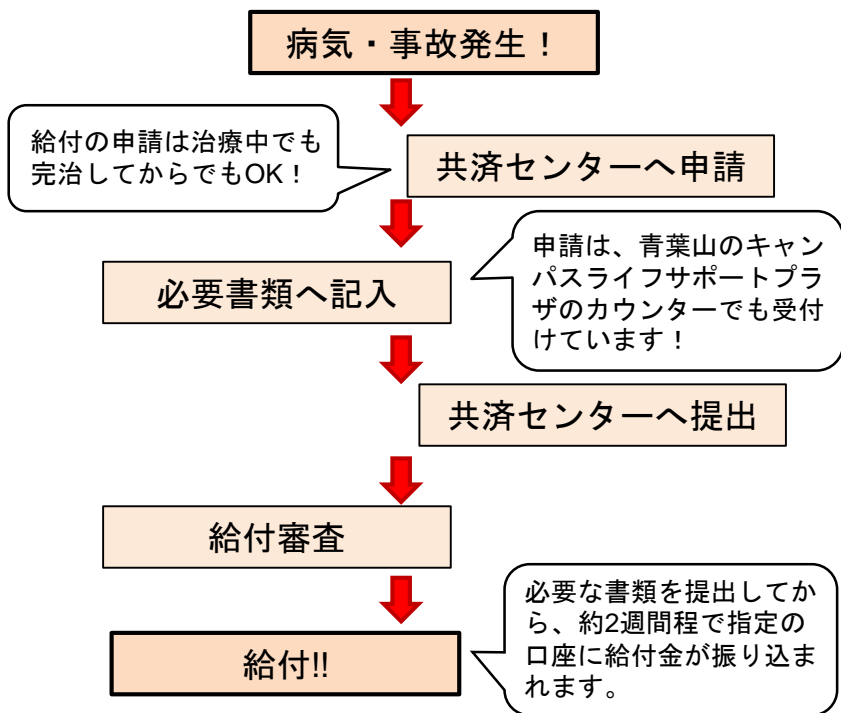 病気・事故発生！
給付の申請は治療中でも
完治してからでもOK！
共済センターへ申請
申請は、青葉山のキャン
パスライフサポートプラ
ザのカウンターでも受付
けています！
必要書類へ記入
共済センターへ提出
給付審査
必要な書類を提出してか
ら、約2週間程で指定の
口座に給付金が振り込ま
れます。
給付!!